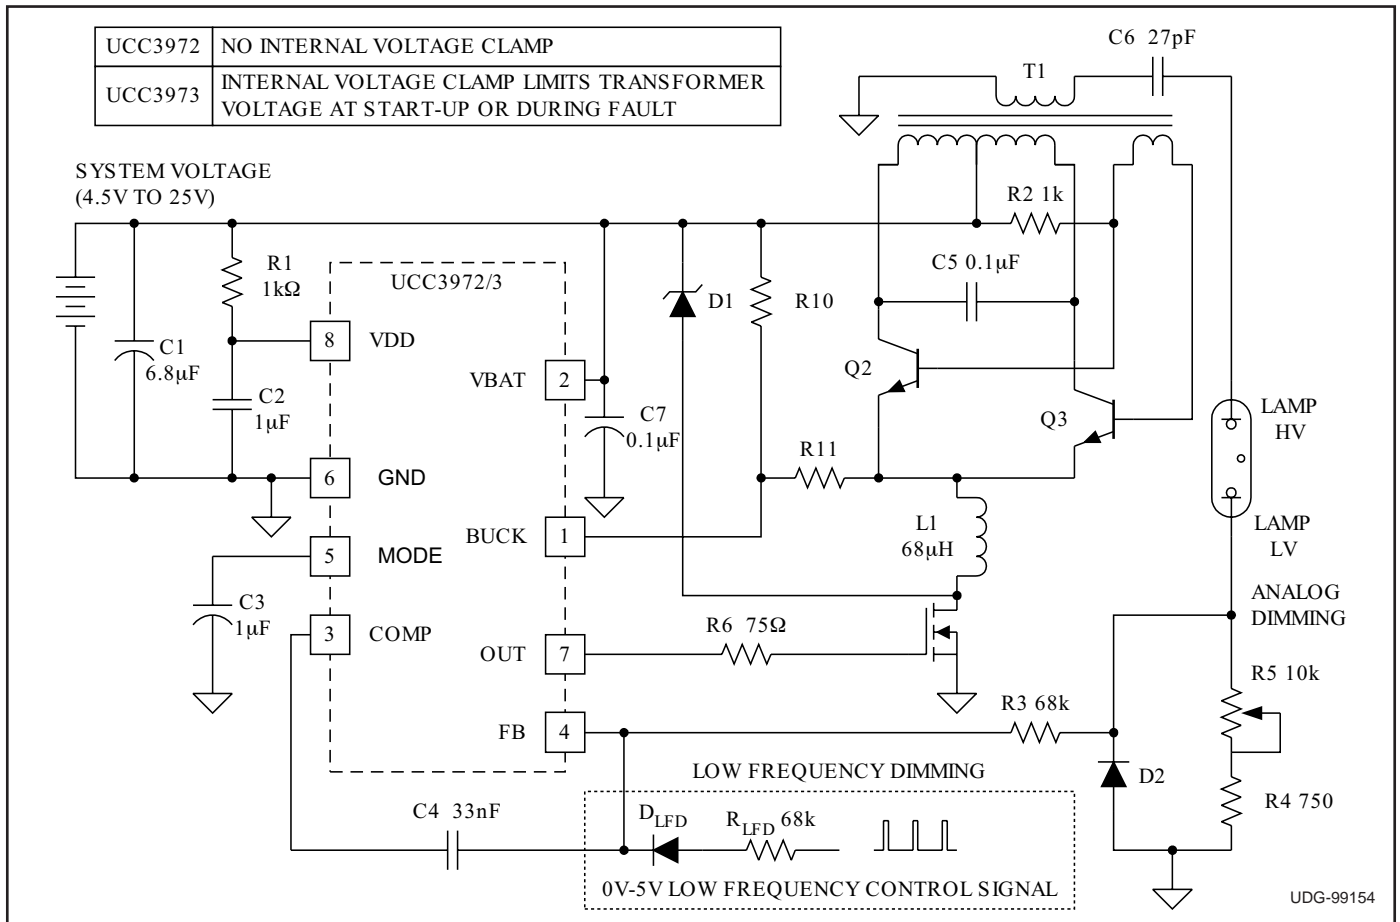 UCC3972 NO INTERNAL VOLTAGE CLAMP
UCC3973 INTERNAL VOLTAGE CLAMP LIMITS TRANSFORMER
VOLTAGE AT START-UP OR DURING FAULT
C6 27pF
T1
SYSTEM VOLTAGE
(4.5V TO 25V)
R2 1k
R1
1kΩ
UCC3972/3
C5 0.1µF
D1
R10
C1
6.8µF
8 VDD
VBAT 2
Q2
C2
1µF
C7
0.1µF
Q3
LAMP
HV
R11
6 GND
L1
68µH
BUCK 1
LAMP
LV
5 MODE
C3
1µF
3 COMP
R6 75Ω
ANALOG
DIMMING
OUT 7
R5 10k
R3 68k
FB 4
LOW FREQUENCY DIMMING
D2
R4 750
C4 33nF
DLFD
RLFD 68k
0V-5V LOW FREQUENCY CONTROL SIGNAL
UDG-99154